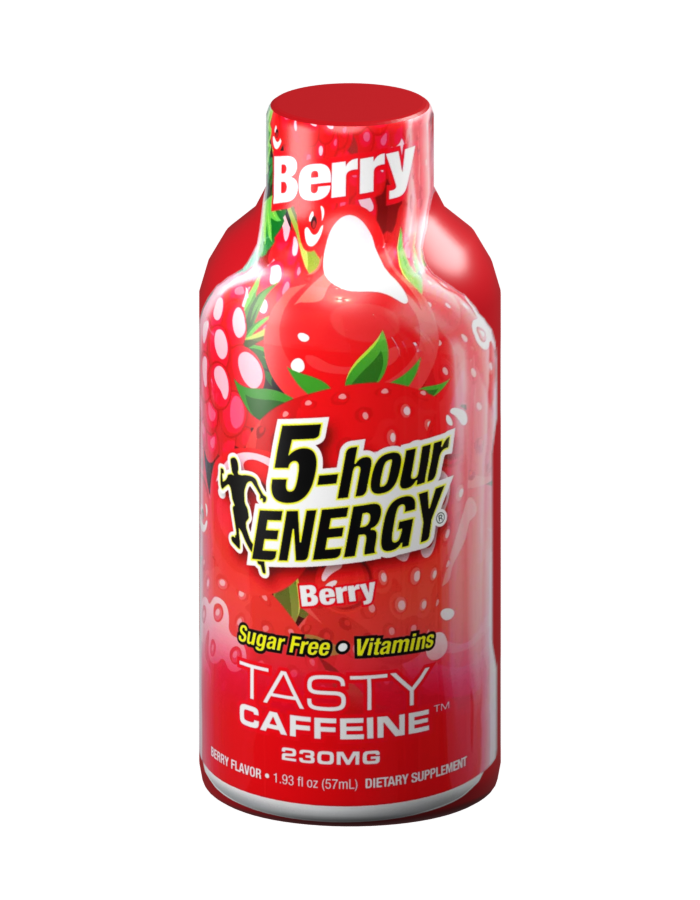 Berry
5-hour
ENERGY®
Berry
Sugar Free • Vitamins
TASTY
CAFFEINE™
230MG
BERRY FLAVOR • 1.93 fl oz (57mL) DIETARY SUPPLEMENT